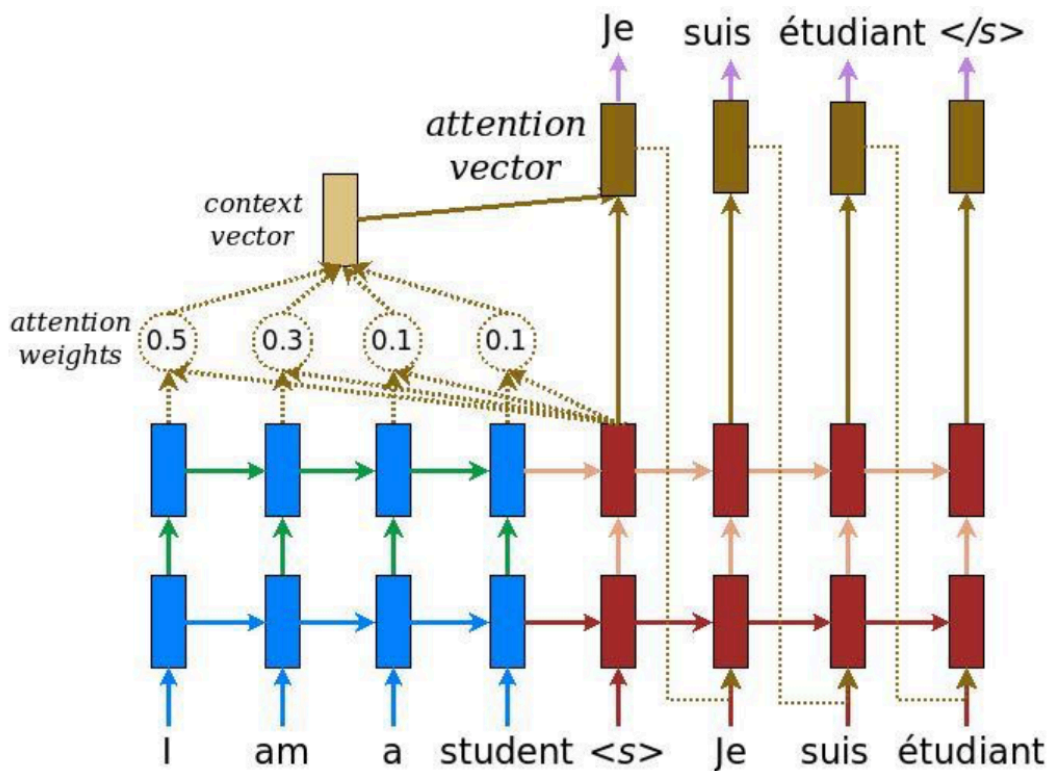 Je suis étudiant </s>
attention
vector
context
vector
attention
weights
0.5 0.3 0.1 0.1
I am a student <s> Je suis étudiant